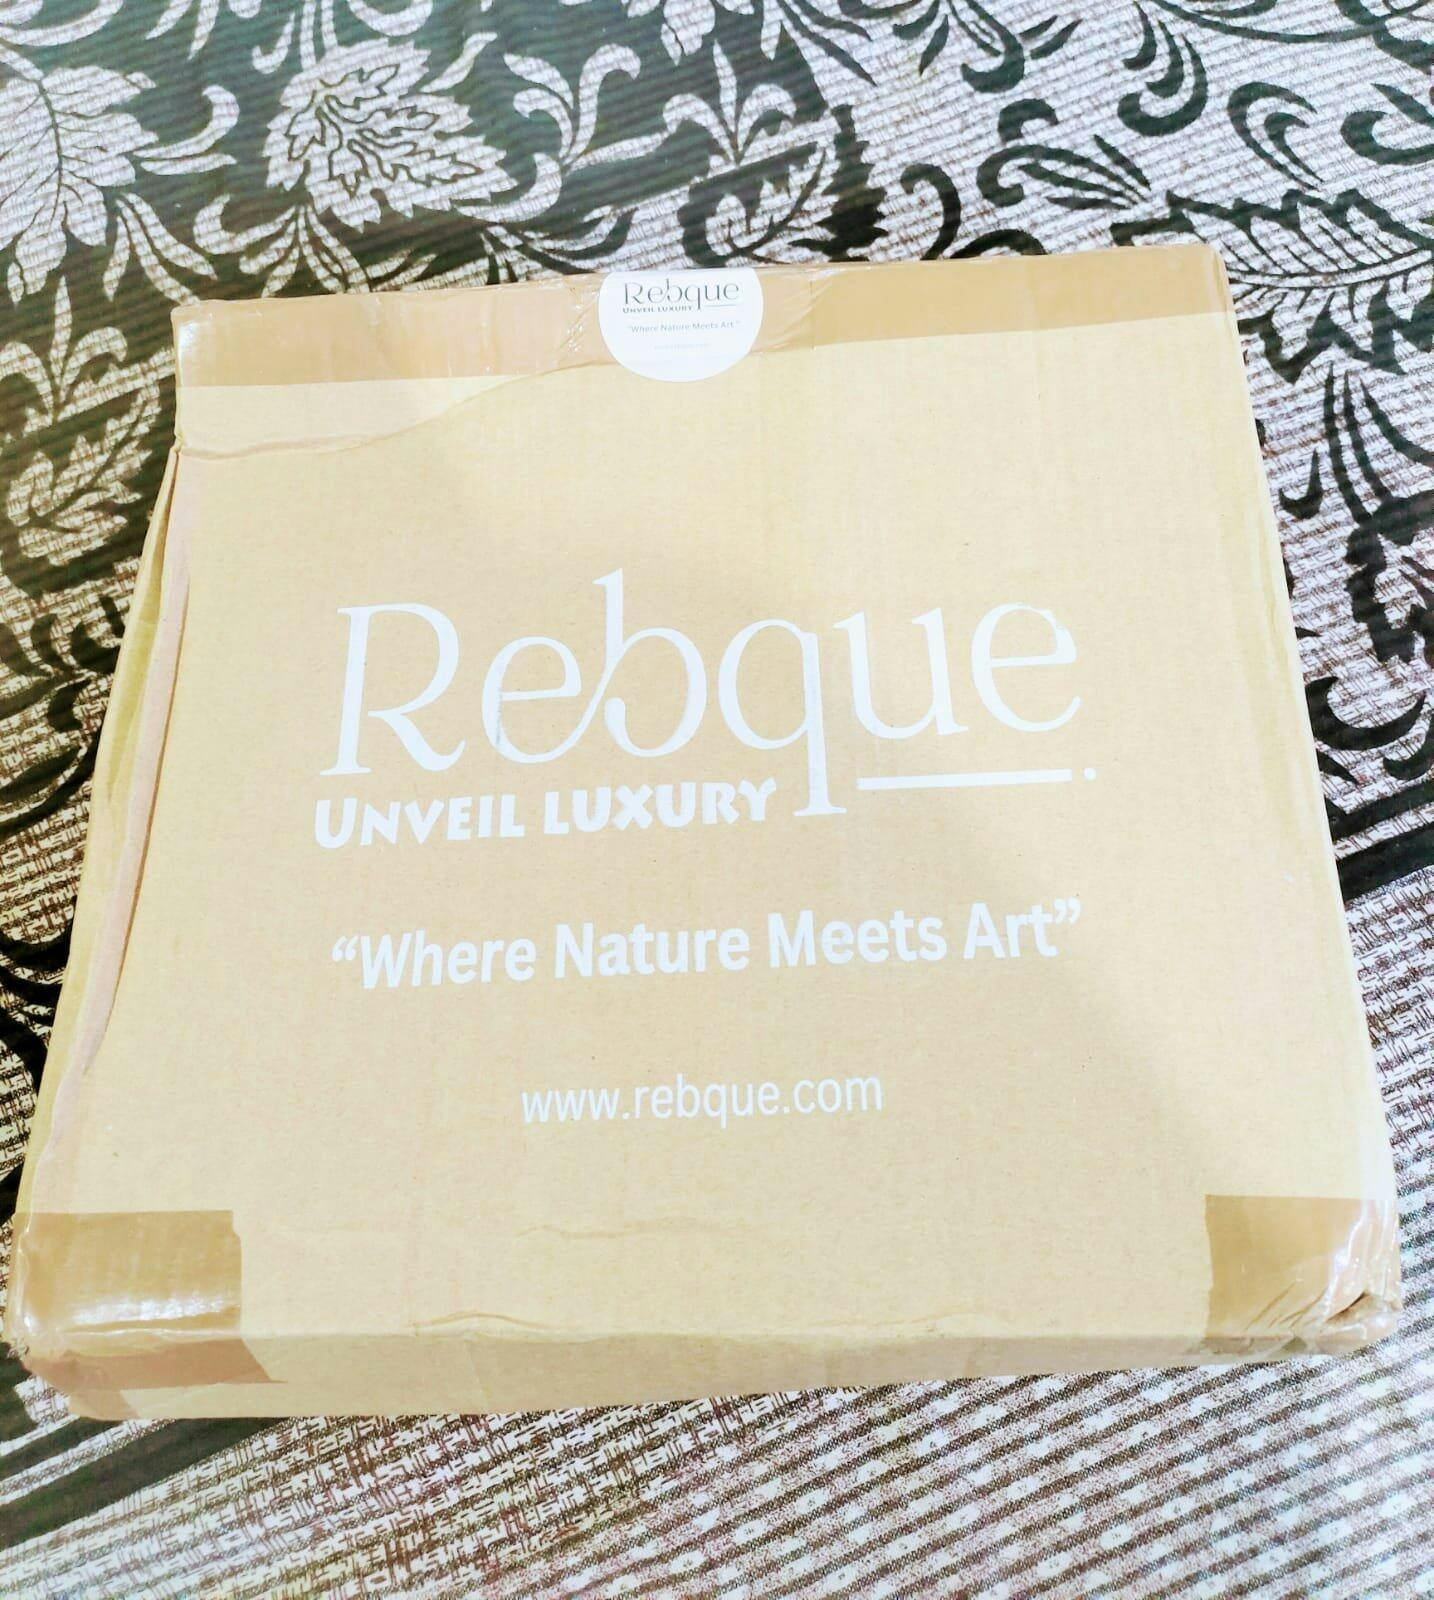 Rebque
UNVEIL LUXURY
"Where Nature Meets Art"
Rebque
UNVEIL LUXURY
“Where Nature Meets Art”
www.rebque.com